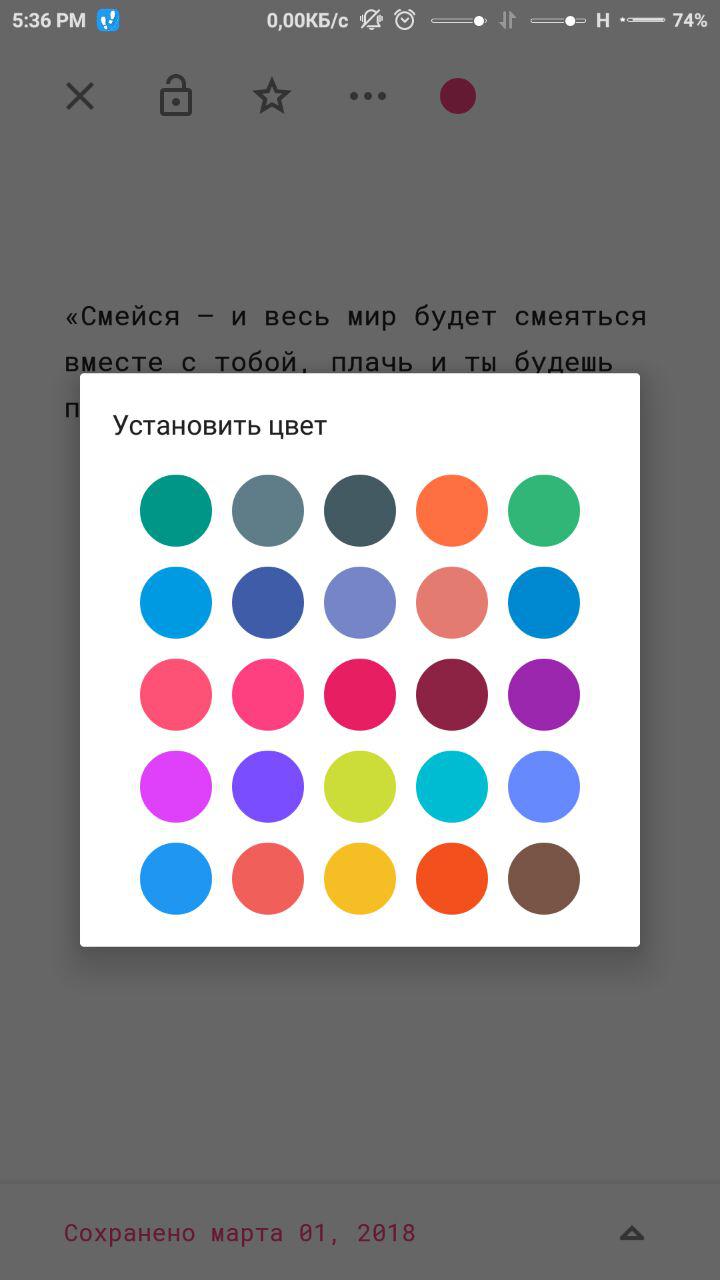 5:36 PM 0,00КБ/с H 74%
«Смейся — и весь мир будет смеяться
вместе с тобой, плачь и ты будешь
Установить цвет
Сохранено марта 01, 2018